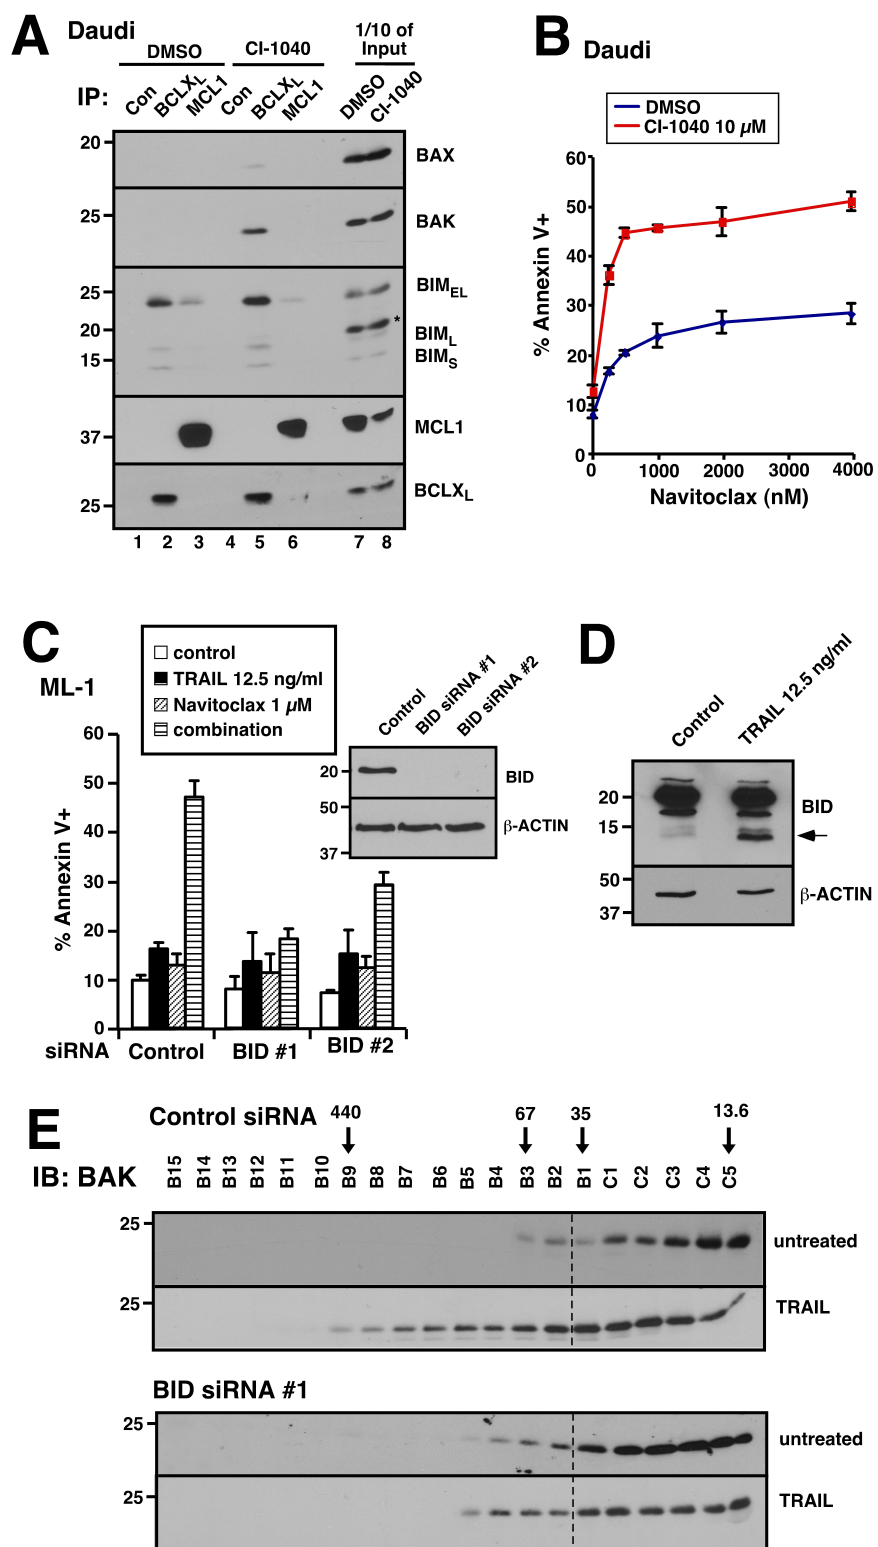 A
Daudi
DMSO
CI-1040
1/10 of
Input
IP:
Con
BCLXL
MCL1
Con
BCLXL
MCL1
DMSO
CI-1040
20
BAX
25
BAK
25
BIMEL
*
20
BIML
15
BIMS
37
MCL1
25
BCLXL
1 2 3 4 5 6 7 8
B
Daudi
DMSO
CI-1040 10 µM
% Annexin V+
60
50
40
30
20
10
0
0 1000 2000 3000 4000
Navitoclax (nM)
C
ML-1
control
TRAIL 12.5 ng/ml
Navitoclax 1 µM
combination
% Annexin V+
60
50
40
30
20
10
0
siRNA
Control
BID #1
BID #2
Control
BID siRNA #1
BID siRNA #2
20
BID
50
β-ACTIN
37
D
Control
TRAIL 12.5 ng/ml
20
BID
15
50
β-ACTIN
37
E
Control siRNA
440 67 35 13.6
IB: BAK
B15 B14 B13 B12 B11 B10 B9 B8 B7 B6 B5 B4 B3 B2 B1 C1 C2 C3 C4 C5
25
untreated
25
TRAIL
BID siRNA #1
25
untreated
25
TRAIL